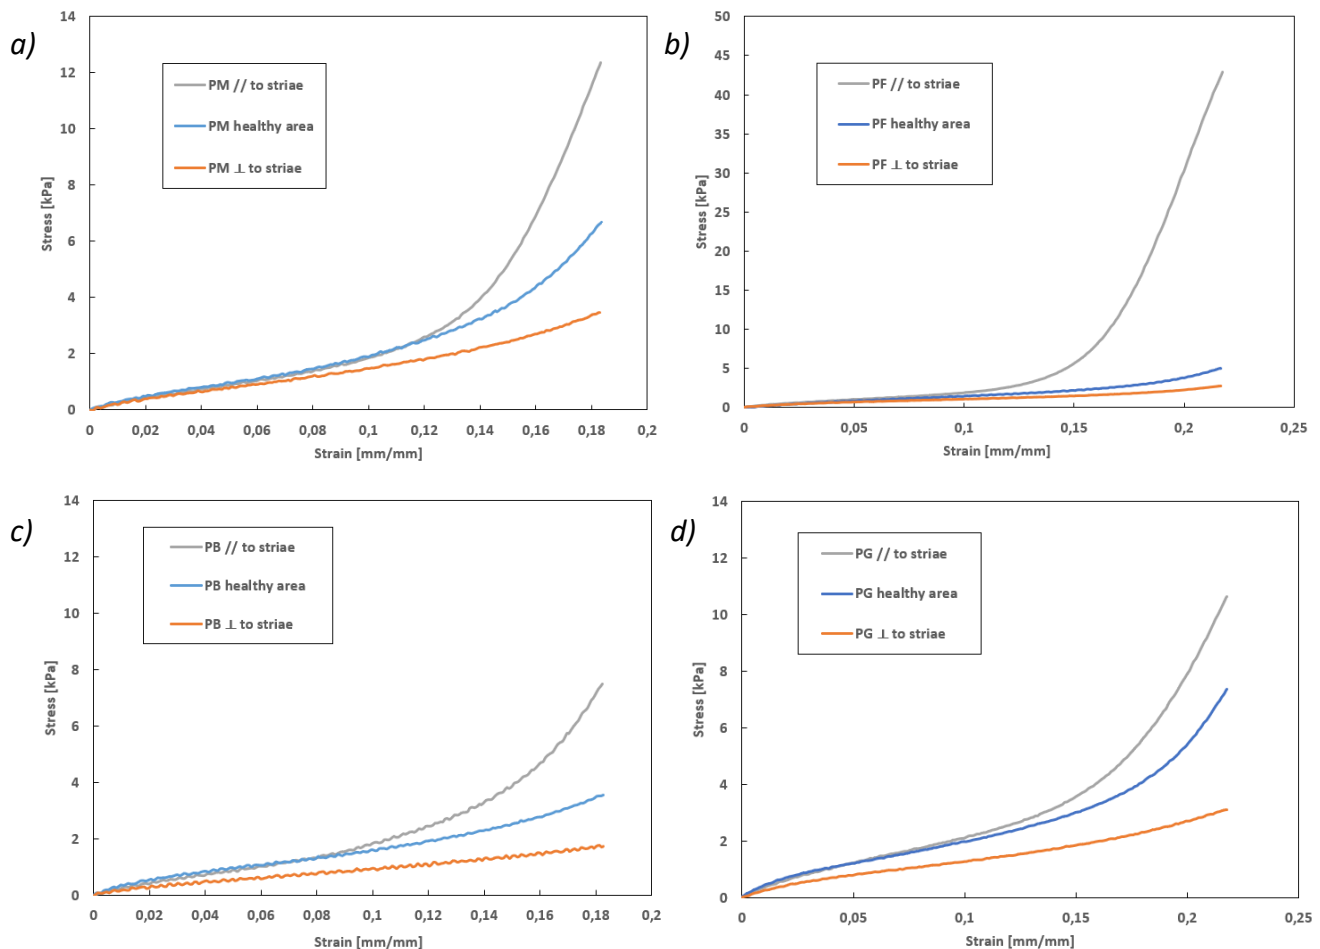 a)
14
12
10
8
6
4
2
0
Stress [kPa]
PM // to striae
PM healthy area
PM ⊥ to striae
0 0,02 0,04 0,06 0,08 0,1 0,12 0,14 0,16 0,18 0,2
Strain [mm/mm]
b)
50
45
40
35
30
25
20
15
10
5
0
Stress [kPa]
PF // to striae
PF healthy area
PF ⊥ to striae
0 0,05 0,1 0,15 0,2 0,25
Strain [mm/mm]
c)
14
12
10
8
6
4
2
0
Stress [kPa]
PB // to striae
PB healthy area
PB ⊥ to striae
0 0,02 0,04 0,06 0,08 0,1 0,12 0,14 0,16 0,18 0,2
Strain [mm/mm]
d)
14
12
10
8
6
4
2
0
Stress [kPa]
PG // to striae
PG healthy area
PG ⊥ to striae
0 0,05 0,1 0,15 0,2 0,25
Strain [mm/mm]